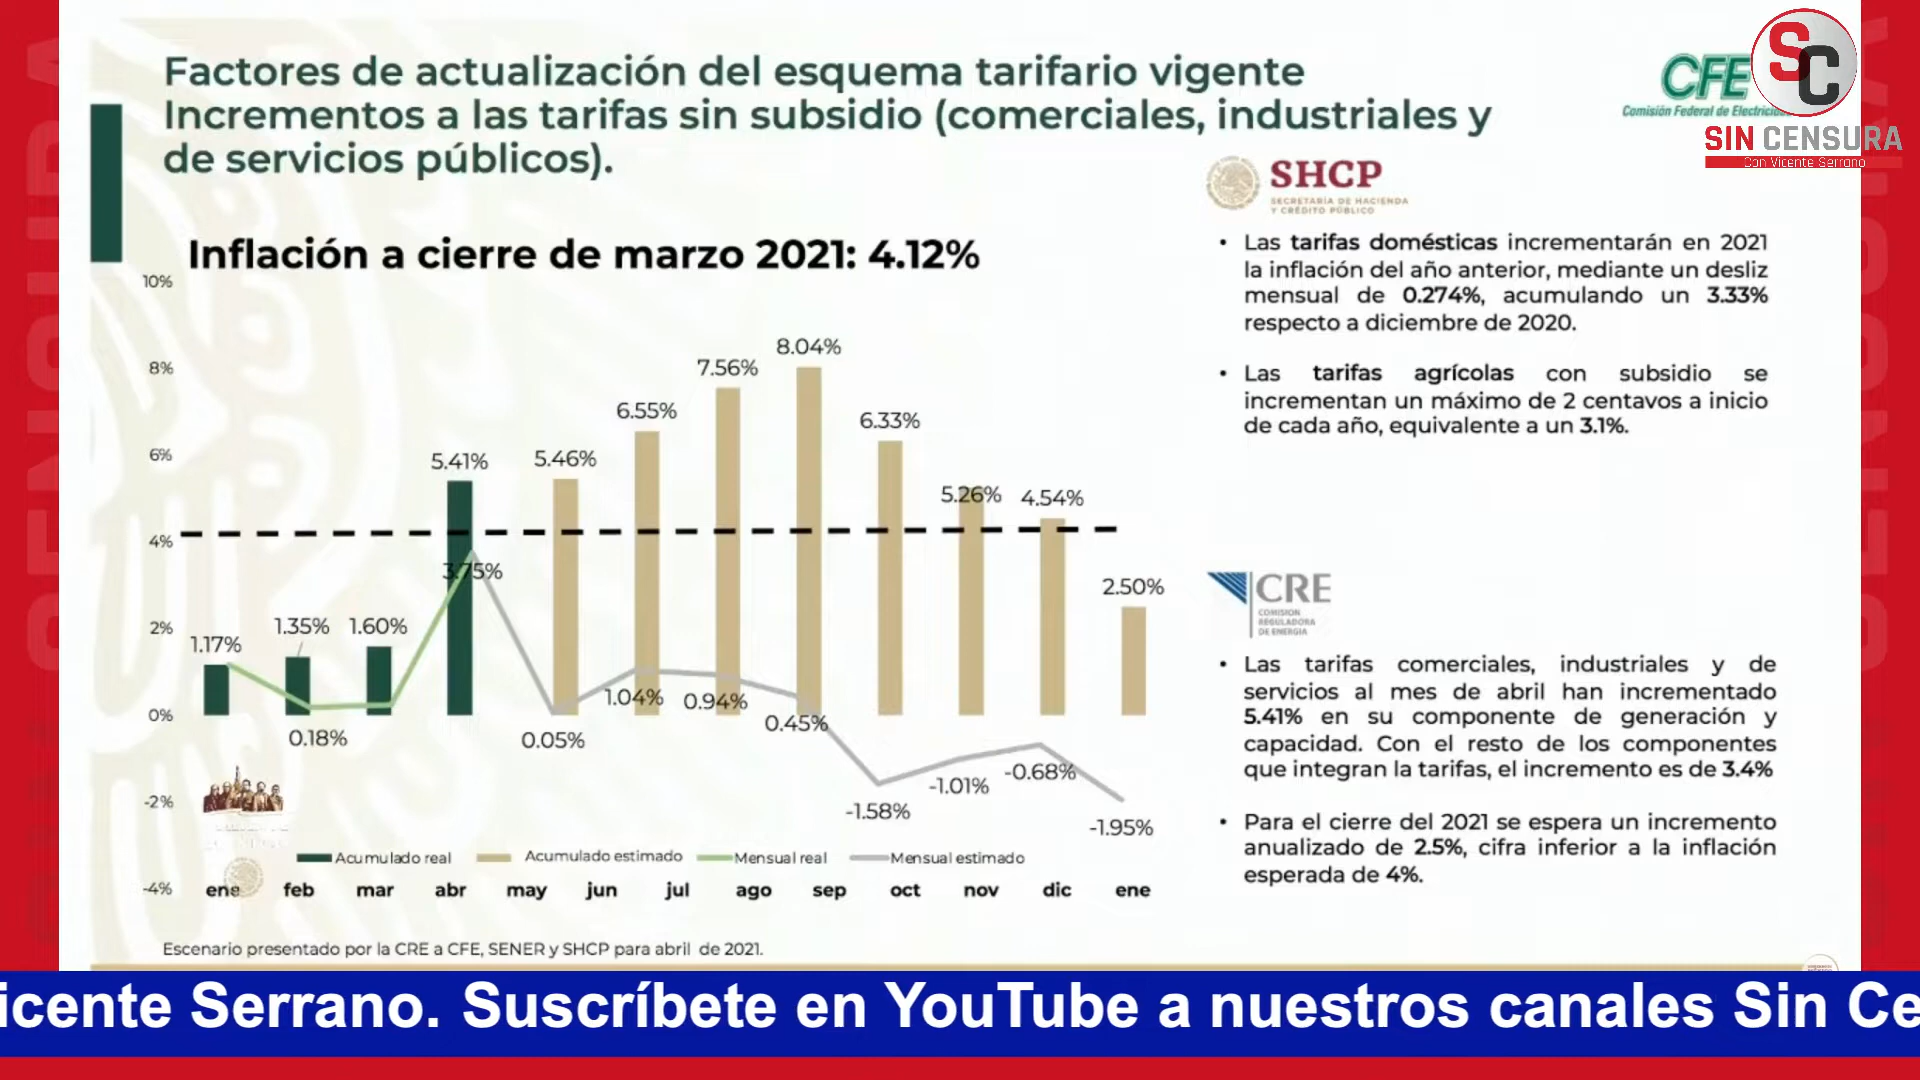 Factores de actualización del esquema tarifario vigente
Incrementos a las tarifas sin subsidio (comerciales, industriales y
de servicios públicos).
CFE
Comisión Federal de
SC
SIN CENSURA
Con Vicente Serrano
Inflación a cierre de marzo 2021: 4.12%
10%
8%
6%
4%
2%
0%
-2%
-4%
1.17%
1.35%
1.60%
5.41%
5.46%
6.55%
7.56%
8.04%
6.33%
5.26%
4.54%
2.50%
0.18%
3.75%
0.05%
1.04%
0.94%
0.45%
-1.58%
-1.01%
-0.68%
-1.95%
Acumulado real
Acumulado estimado
Mensual real
Mensual estimado
ene feb mar abr may jun jul ago sep oct nov dic ene
Escenario presentado por la CRE a CFE, SENER y SHCP para abril de 2021.
SHCP
SECRETARÍA DE HACIENDA
Y CRÉDITO PÚBLICO
• Las tarifas domésticas incrementarán en 2021
la inflación del año anterior, mediante un desliz
mensual de 0.274%, acumulando un 3.33%
respecto a diciembre de 2020.
• Las tarifas agrícolas con subsidio se
incrementan un máximo de 2 centavos a inicio
de cada año, equivalente a un 3.1%.
CRE
COMISIÓN
REGULADORA
DE ENERGÍA
• Las tarifas comerciales, industriales y de
servicios al mes de abril han incrementado
5.41% en su componente de generación y
capacidad. Con el resto de los componentes
que integran la tarifas, el incremento es de 3.4%
• Para el cierre del 2021 se espera un incremento
anualizado de 2.5%, cifra inferior a la inflación
esperada de 4%.
icente Serrano. Suscríbete en YouTube a nuestros canales Sin Ce